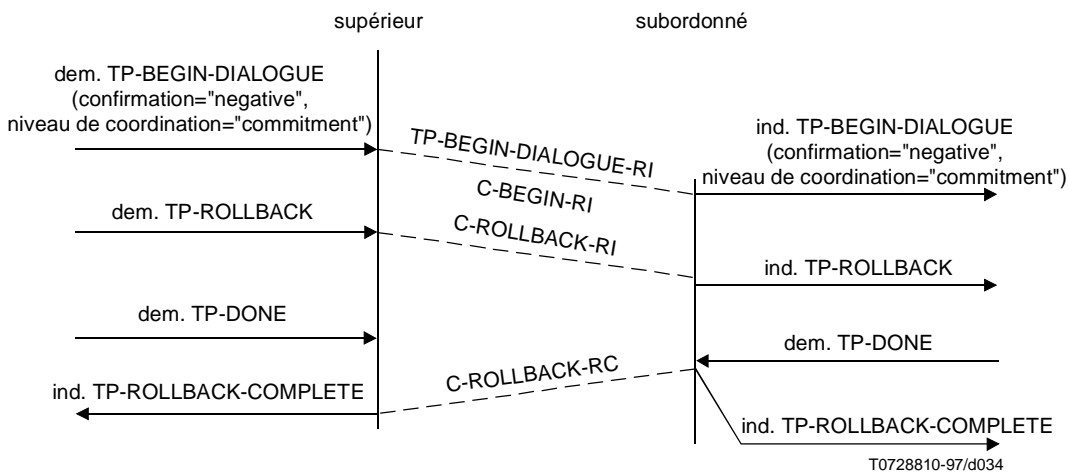 supérieur
subordonné
dem. TP-BEGIN-DIALOGUE
(confirmation="negative",
niveau de coordination="commitment")
TP-BEGIN-DIALOGUE-RI
C-BEGIN-RI
ind. TP-BEGIN-DIALOGUE
(confirmation="negative",
niveau de coordination="commitment")
dem. TP-ROLLBACK
C-ROLLBACK-RI
ind. TP-ROLLBACK
dem. TP-DONE
dem. TP-DONE
C-ROLLBACK-RC
ind. TP-ROLLBACK-COMPLETE
ind. TP-ROLLBACK-COMPLETE
T0728810-97/d034